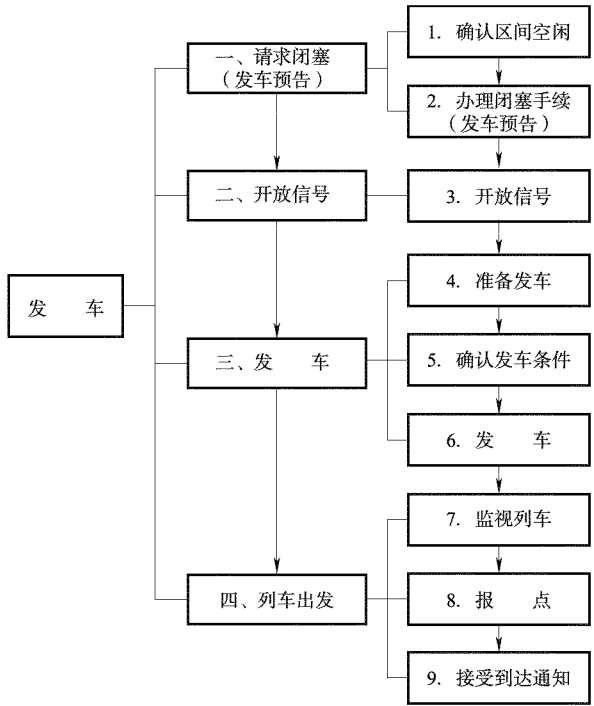 发 车
一、请求闭塞
（发车预告）
二、开放信号
三、发 车
四、列车出发
1. 确认区间空闲
2. 办理闭塞手续
（发车预告）
3. 开放信号
4. 准备发车
5. 确认发车条件
6. 发 车
7. 监视列车
8. 报 点
9. 接受到达通知